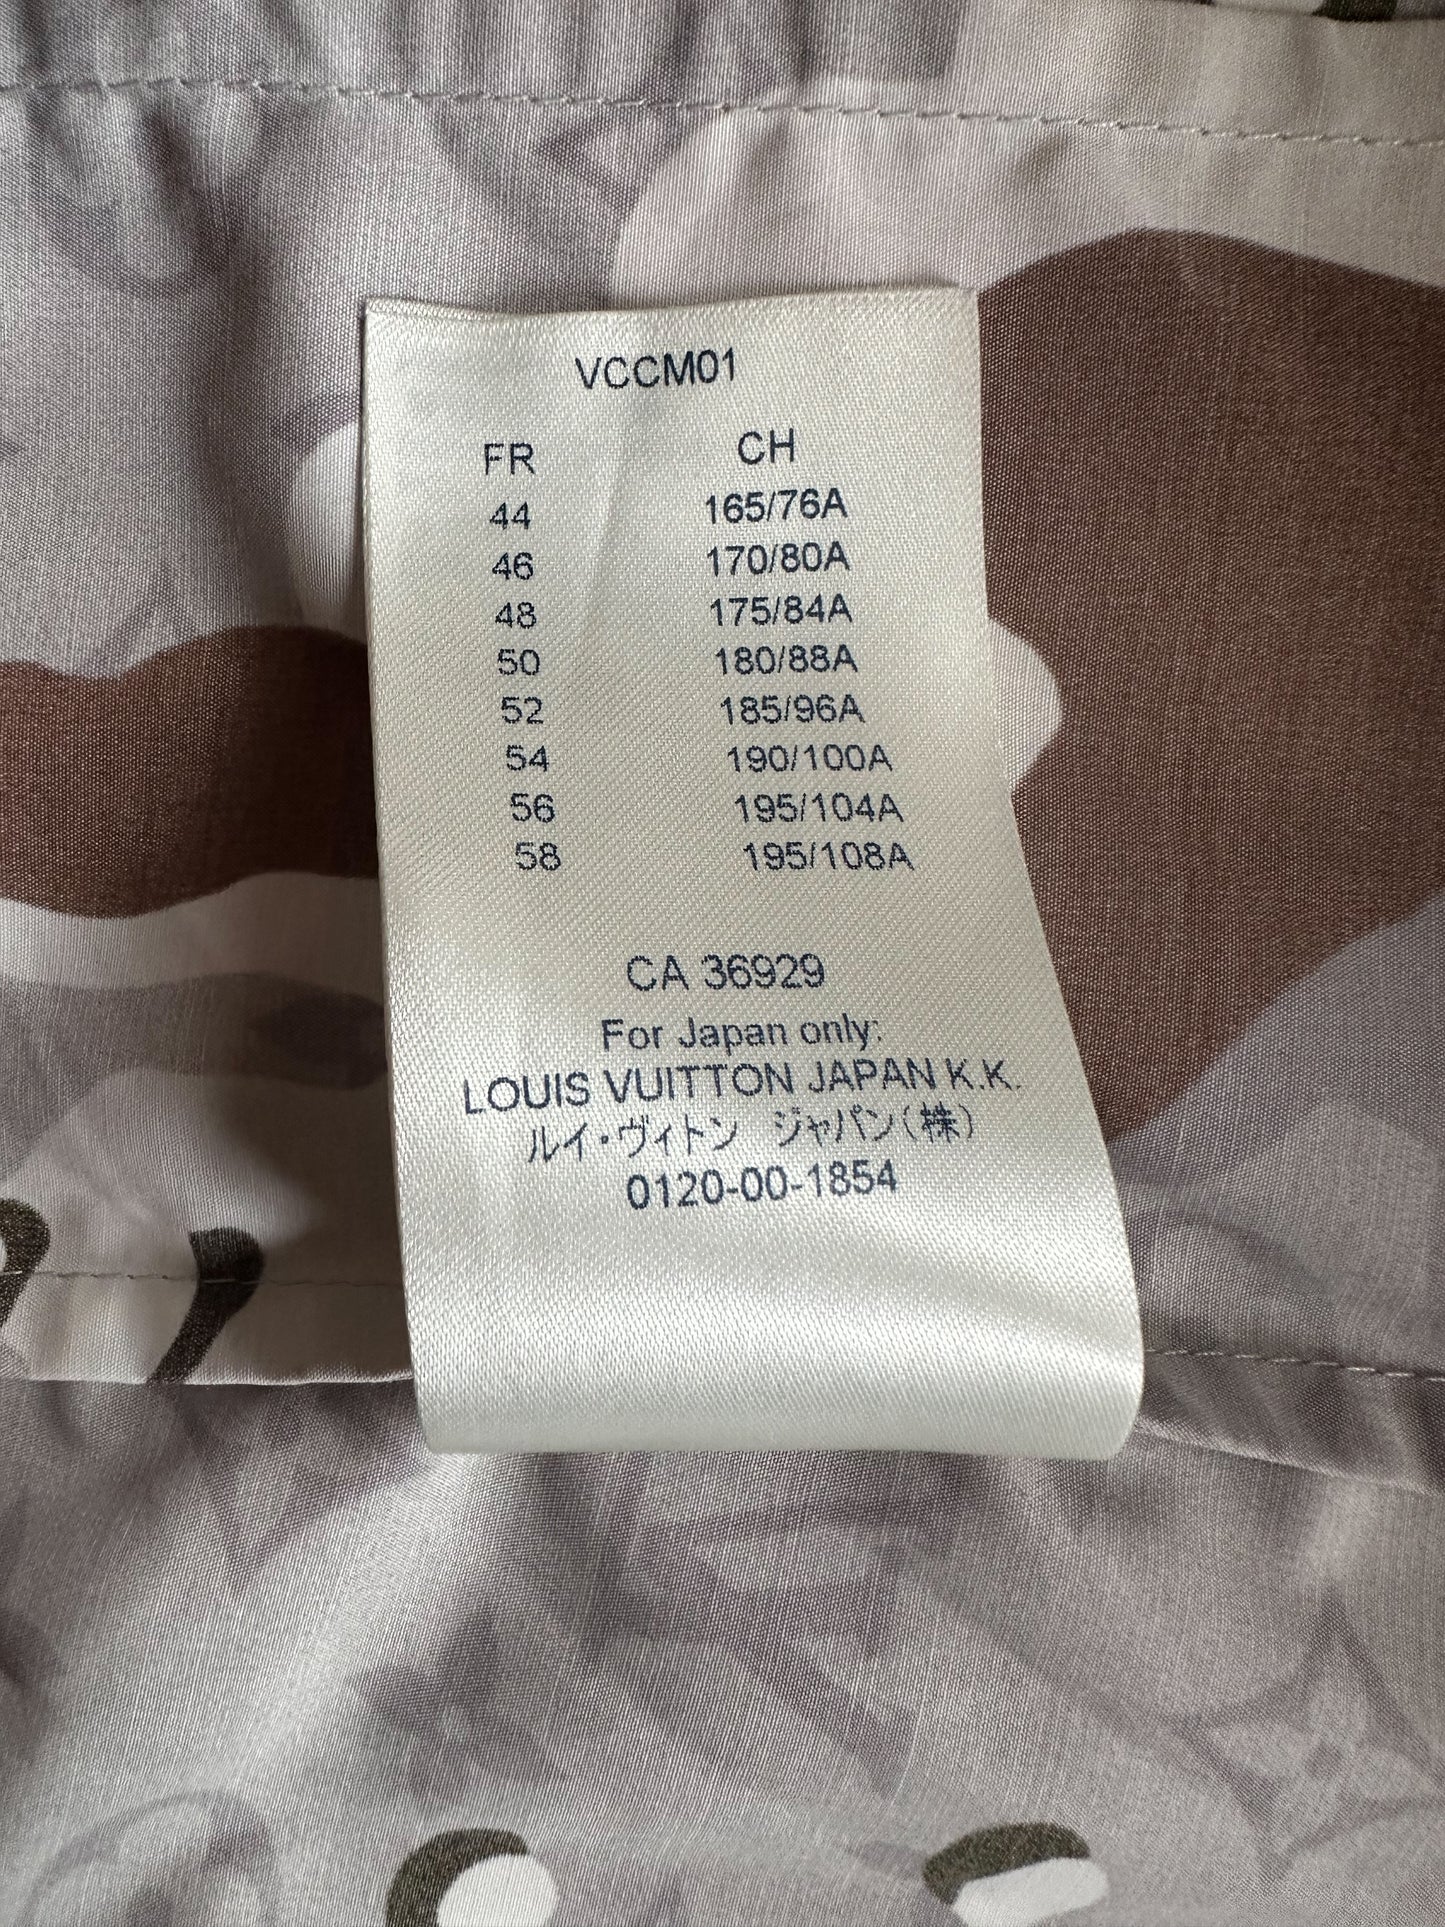 VCCM01
FR CH
44 165/76A
46 170/80A
48 175/84A
50 180/88A
52 185/96A
54 190/100A
56 195/104A
58 195/108A
CA 36929
For Japan only:
LOUIS VUITTON JAPAN K.K.
ルイ・ヴィトン ジャパン(株)
0120-00-1854